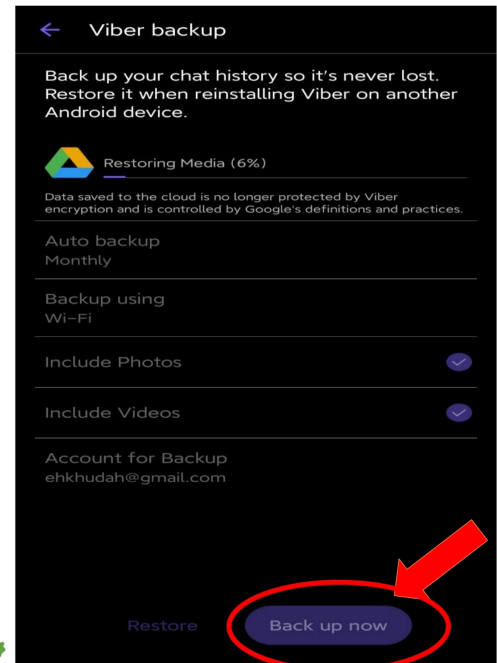 Viber backup
Back up your chat history so it's never lost.
Restore it when reinstalling Viber on another
Android device.
Restoring Media (6%)
Data saved to the cloud is no longer protected by Viber
encryption and is controlled by Google's definitions and practices.
Auto backup
Monthly
Backup using
Wi-Fi
Include Photos
Include Videos
Account for Backup
ehkhudah@gmail.com
Restore
Back up now